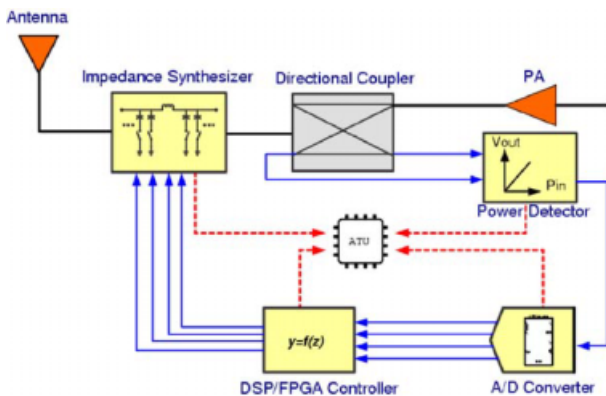 Antenna
Impedance Synthesizer
Directional Coupler
PA
Vout
Pin
Power Detector
ATU
y=f(z)
DSP/FPGA Controller
A/D Converter